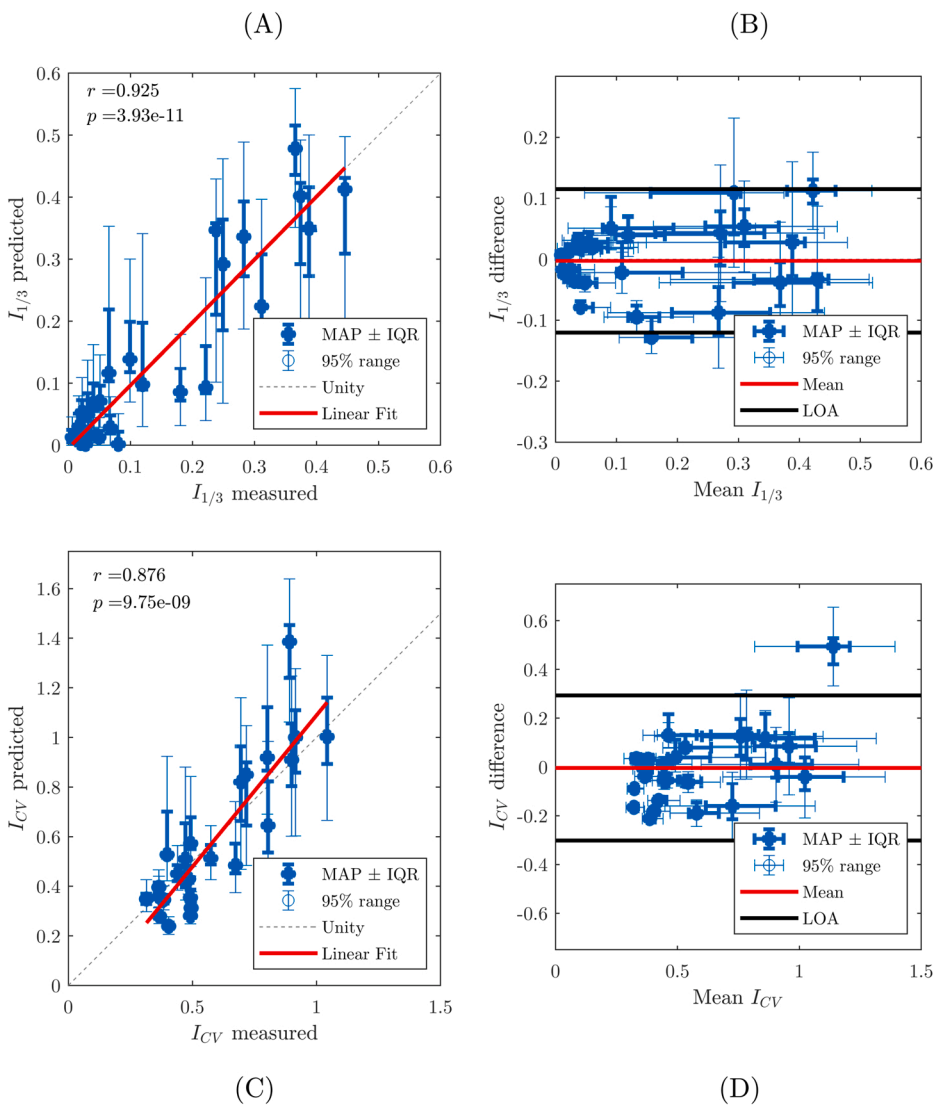 (A)
(B)
r =0.925
p =3.93e-11
0.6
0.5
0.4
0.3
0.2
0.1
0
0
0.1
0.2
0.3
0.4
0.5
0.6
I1/3 predicted
I1/3 measured
MAP ± IQR
95% range
Unity
Linear Fit
0.2
0.1
0
-0.1
-0.2
-0.3
0
0.1
0.2
0.3
0.4
0.5
0.6
I1/3 difference
Mean I1/3
MAP ± IQR
95% range
Mean
LOA
r =0.876
p =9.75e-09
1.6
1.4
1.2
1
0.8
0.6
0.4
0.2
0
0
0.5
1
1.5
ICV predicted
ICV measured
MAP ± IQR
95% range
Unity
Linear Fit
0.6
0.4
0.2
0
-0.2
-0.4
-0.6
0
0.5
1
1.5
ICV difference
Mean ICV
MAP ± IQR
95% range
Mean
LOA
(C)
(D)